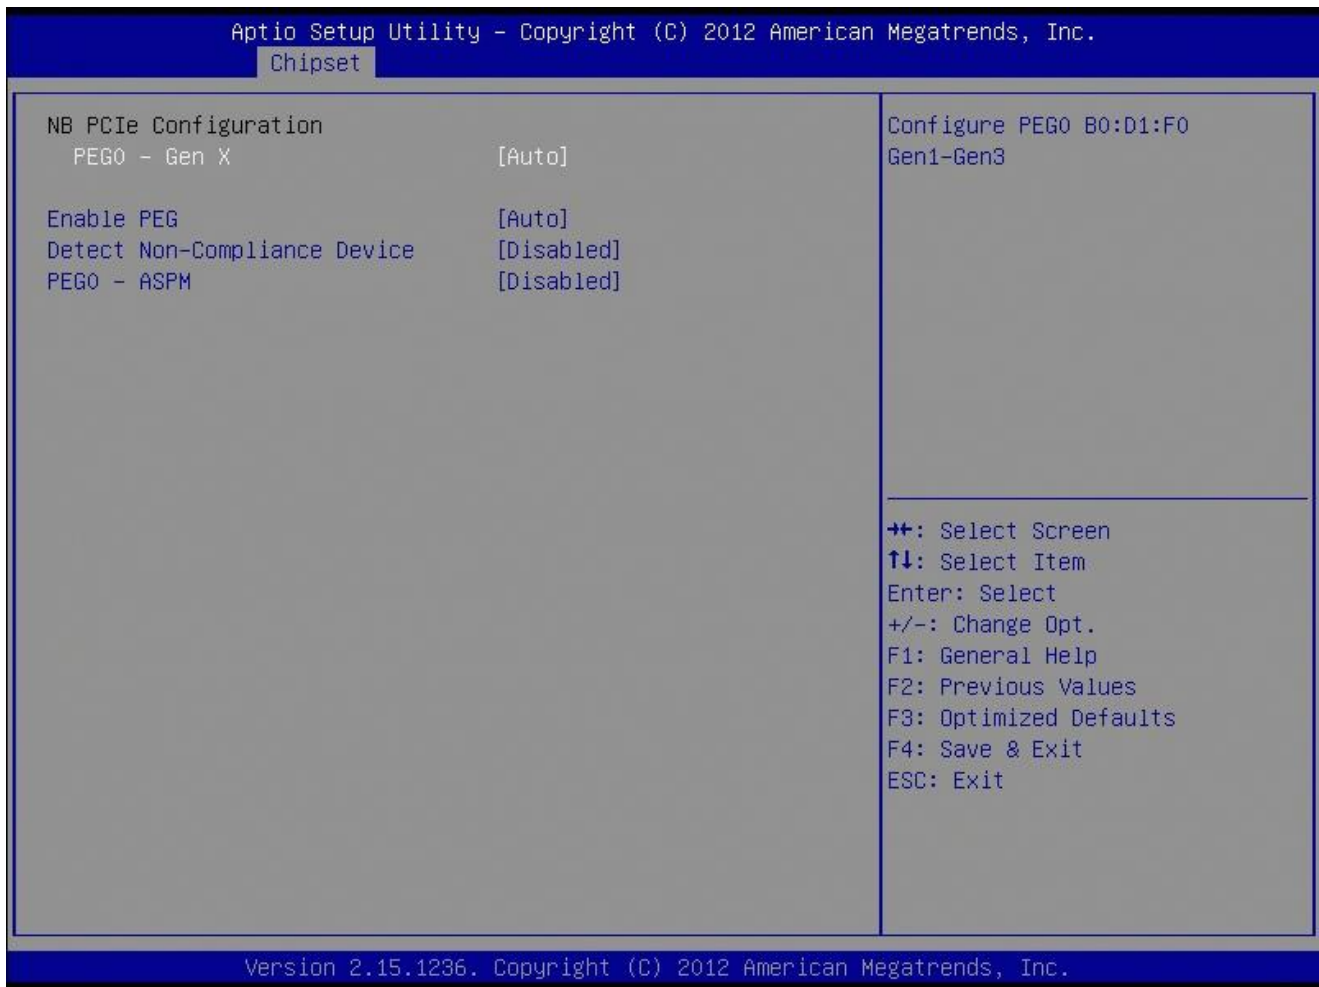 Aptio Setup Utility – Copyright (C) 2012 American Megatrends, Inc.
Chipset
NB PCIe Configuration
PEG0 – Gen X [Auto]
Enable PEG [Auto]
Detect Non-Compliance Device [Disabled]
PEG0 – ASPM [Disabled]
Configure PEG0 B0:D1:F0
Gen1-Gen3
→←: Select Screen
↑↓: Select Item
Enter: Select
+/-: Change Opt.
F1: General Help
F2: Previous Values
F3: Optimized Defaults
F4: Save & Exit
ESC: Exit
Version 2.15.1236. Copyright (C) 2012 American Megatrends, Inc.